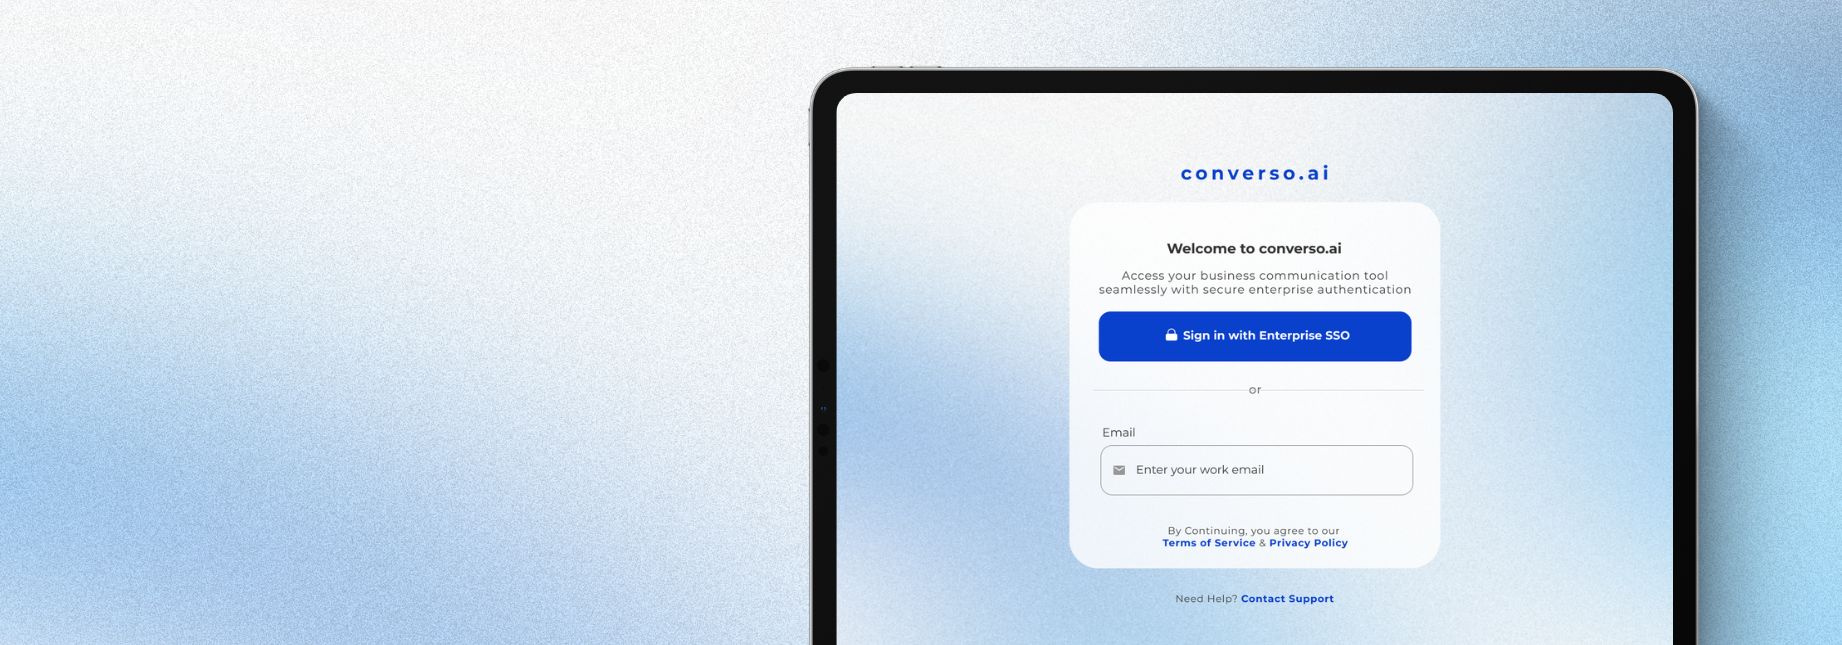 converso.ai
Welcome to converso.ai
Access your business communication tool
seamlessly with secure enterprise authentication
Sign in with Enterprise SSO
or
Email
Enter your work email
By Continuing, you agree to our
Terms of Service & Privacy Policy
Need Help? Contact Support